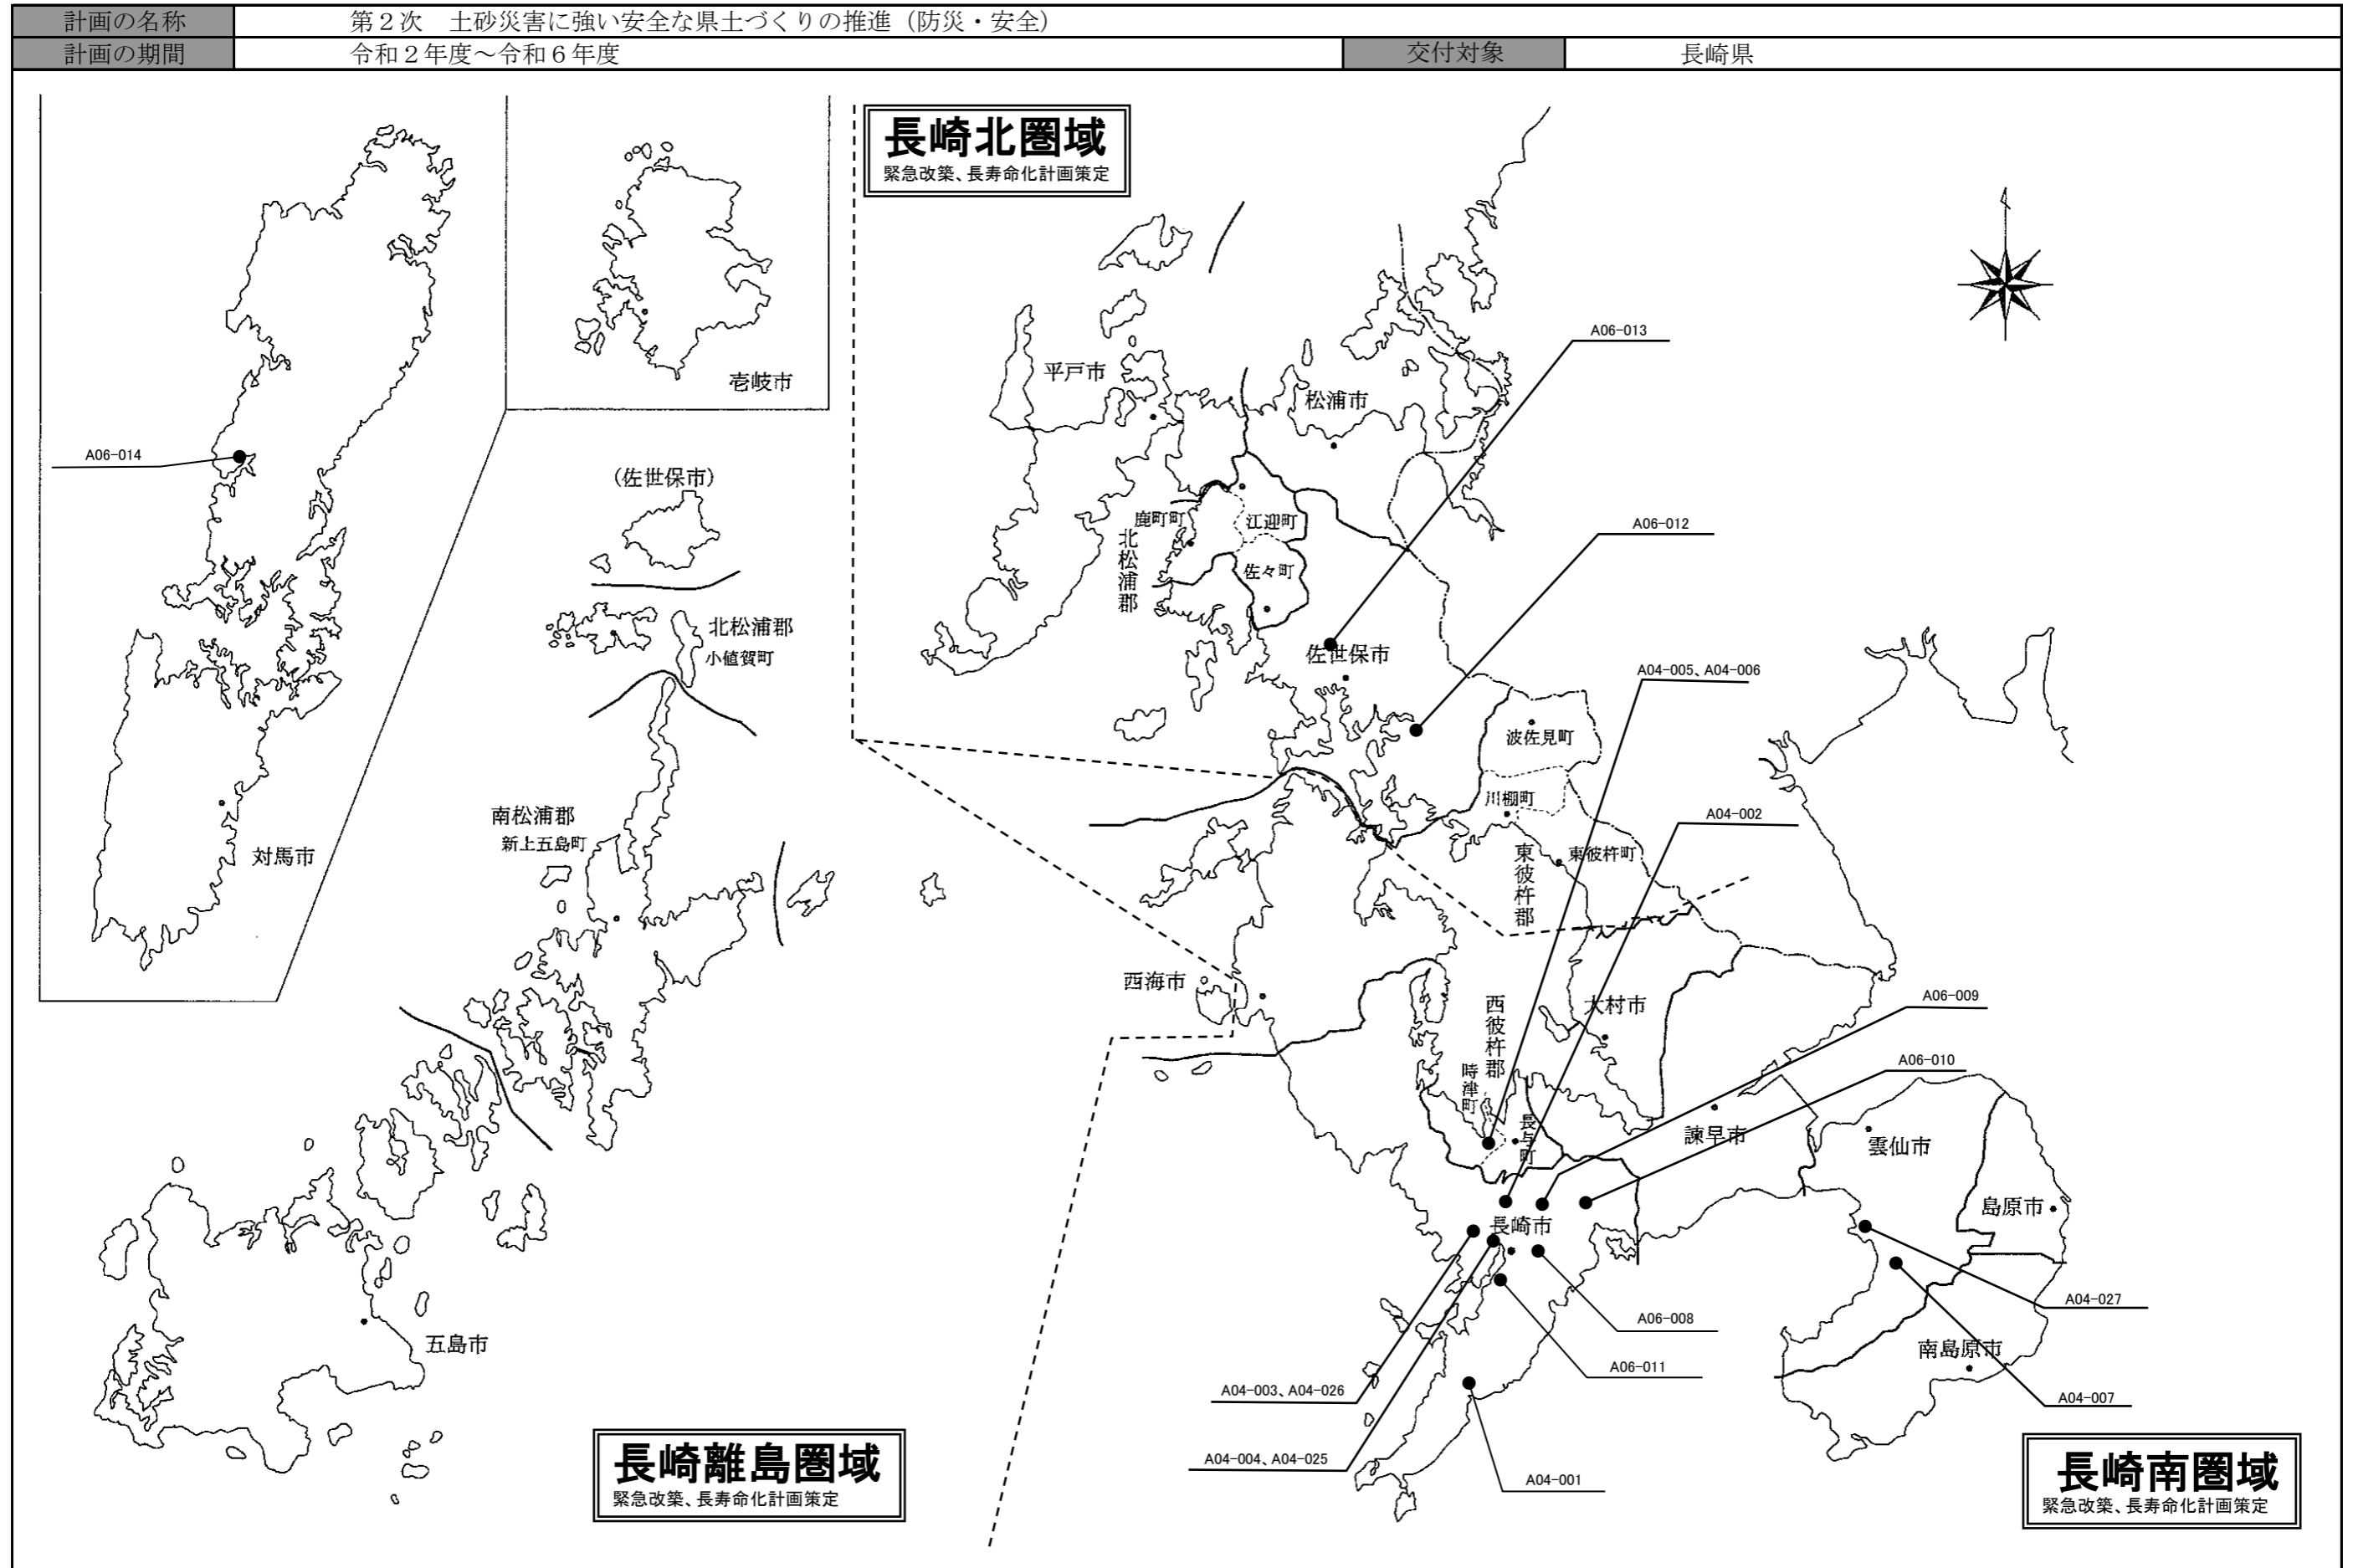 計画の名称 第2次 土砂災害に強い安全な県土づくりの推進（防災・安全）
計画の期間 令和２年度～令和６年度 交付対象 長崎県
長崎北圏域
緊急改築、長寿命化計画策定
A06-013
平戸市
壱岐市
松浦市
A06-014
（佐世保市）
鹿町町
江迎町
A06-012
北松浦郡
佐々町
北松浦郡
小値賀町
佐世保市
A04-005、A04-006
波佐見町
川棚町
A04-002
南松浦郡
新上五島町
対馬市
東彼杵郡
東彼杵町
西海市
西彼杵郡
大村市
A06-009
時津町
A06-010
長与町
諫早市
雲仙市
島原市
長崎市
A04-027
A06-008
五島市
南島原市
A06-011
A04-003、A04-026
A04-007
長崎離島圏域
緊急改築、長寿命化計画策定
A04-004、A04-025
A04-001
長崎南圏域
緊急改築、長寿命化計画策定